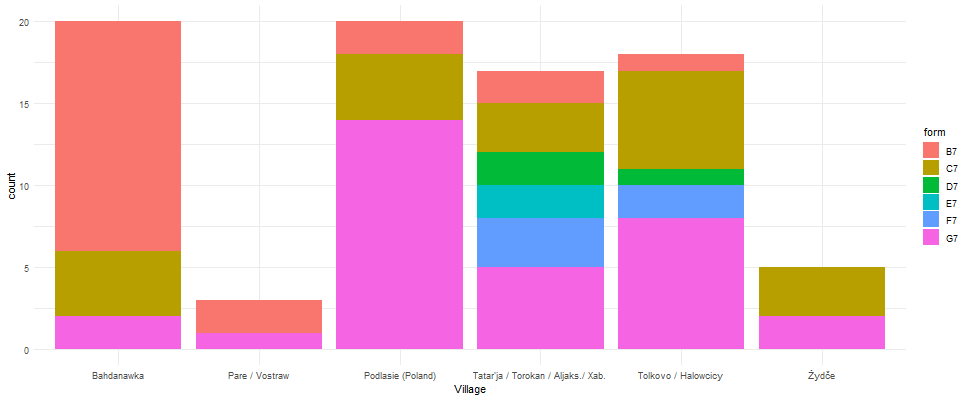 20
15
10
5
0
count
Bahdanawka
Pare / Vostraw
Podlasie (Poland)
Tatar'ja / Torokan / Aljaks./ Xab.
Tolkovo / Halowcicy
Žydče
Village
form
B7
C7
D7
E7
F7
G7